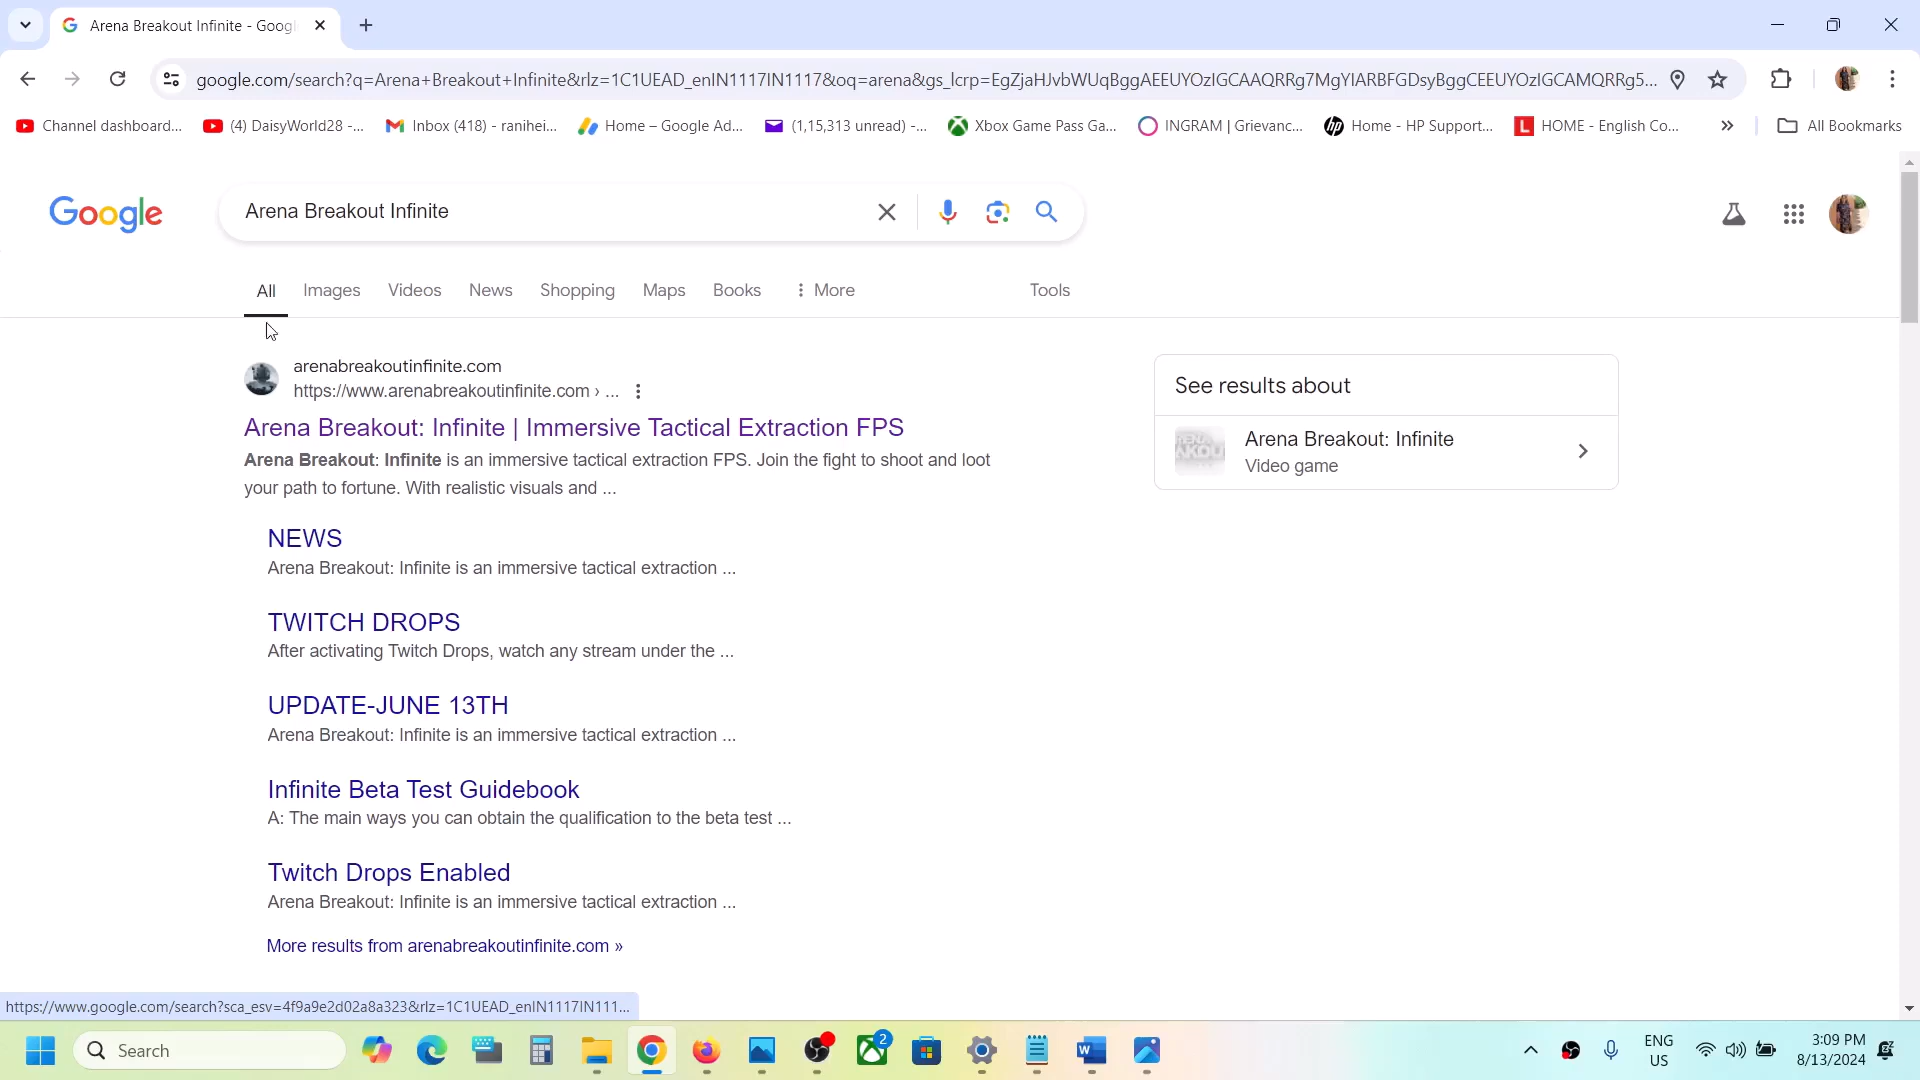 Arena Breakout Infinite - Googl
google.com/search?q=Arena+Breakout+Infinite&rlz=1C1UEAD_enIN1117IN1117&oq=arena&gs_lcrp=EgZjaHJvbWUqBggAEEUYOzIGCAAQRRg7MgYIARBFGDsyBggCEEUYOzIGCAMQRRg5...
Channel dashboard...
(4) DaisyWorld28 -...
Inbox (418) - ranihei...
Home – Google Ad...
(1,15,313 unread) -...
Xbox Game Pass Ga...
INGRAM | Grievanc...
Home - HP Support...
HOME - English Co...
»
All Bookmarks
Google
Arena Breakout Infinite
All
Images
Videos
News
Shopping
Maps
Books
More
Tools
arenabreakoutinfinite.com
https://www.arenabreakoutinfinite.com › ...
Arena Breakout: Infinite | Immersive Tactical Extraction FPS
Arena Breakout: Infinite is an immersive tactical extraction FPS. Join the fight to shoot and loot
your path to fortune. With realistic visuals and ...
NEWS
Arena Breakout: Infinite is an immersive tactical extraction ...
TWITCH DROPS
After activating Twitch Drops, watch any stream under the ...
UPDATE-JUNE 13TH
Arena Breakout: Infinite is an immersive tactical extraction ...
Infinite Beta Test Guidebook
A: The main ways you can obtain the qualification to the beta test ...
Twitch Drops Enabled
Arena Breakout: Infinite is an immersive tactical extraction ...
More results from arenabreakoutinfinite.com »
See results about
Arena Breakout: Infinite
Video game
https://www.google.com/search?sca_esv=4f9a9e2d02a8a323&rlz=1C1UEAD_enIN1117IN111...
Search
2
ENG
US
3:09 PM
8/13/2024